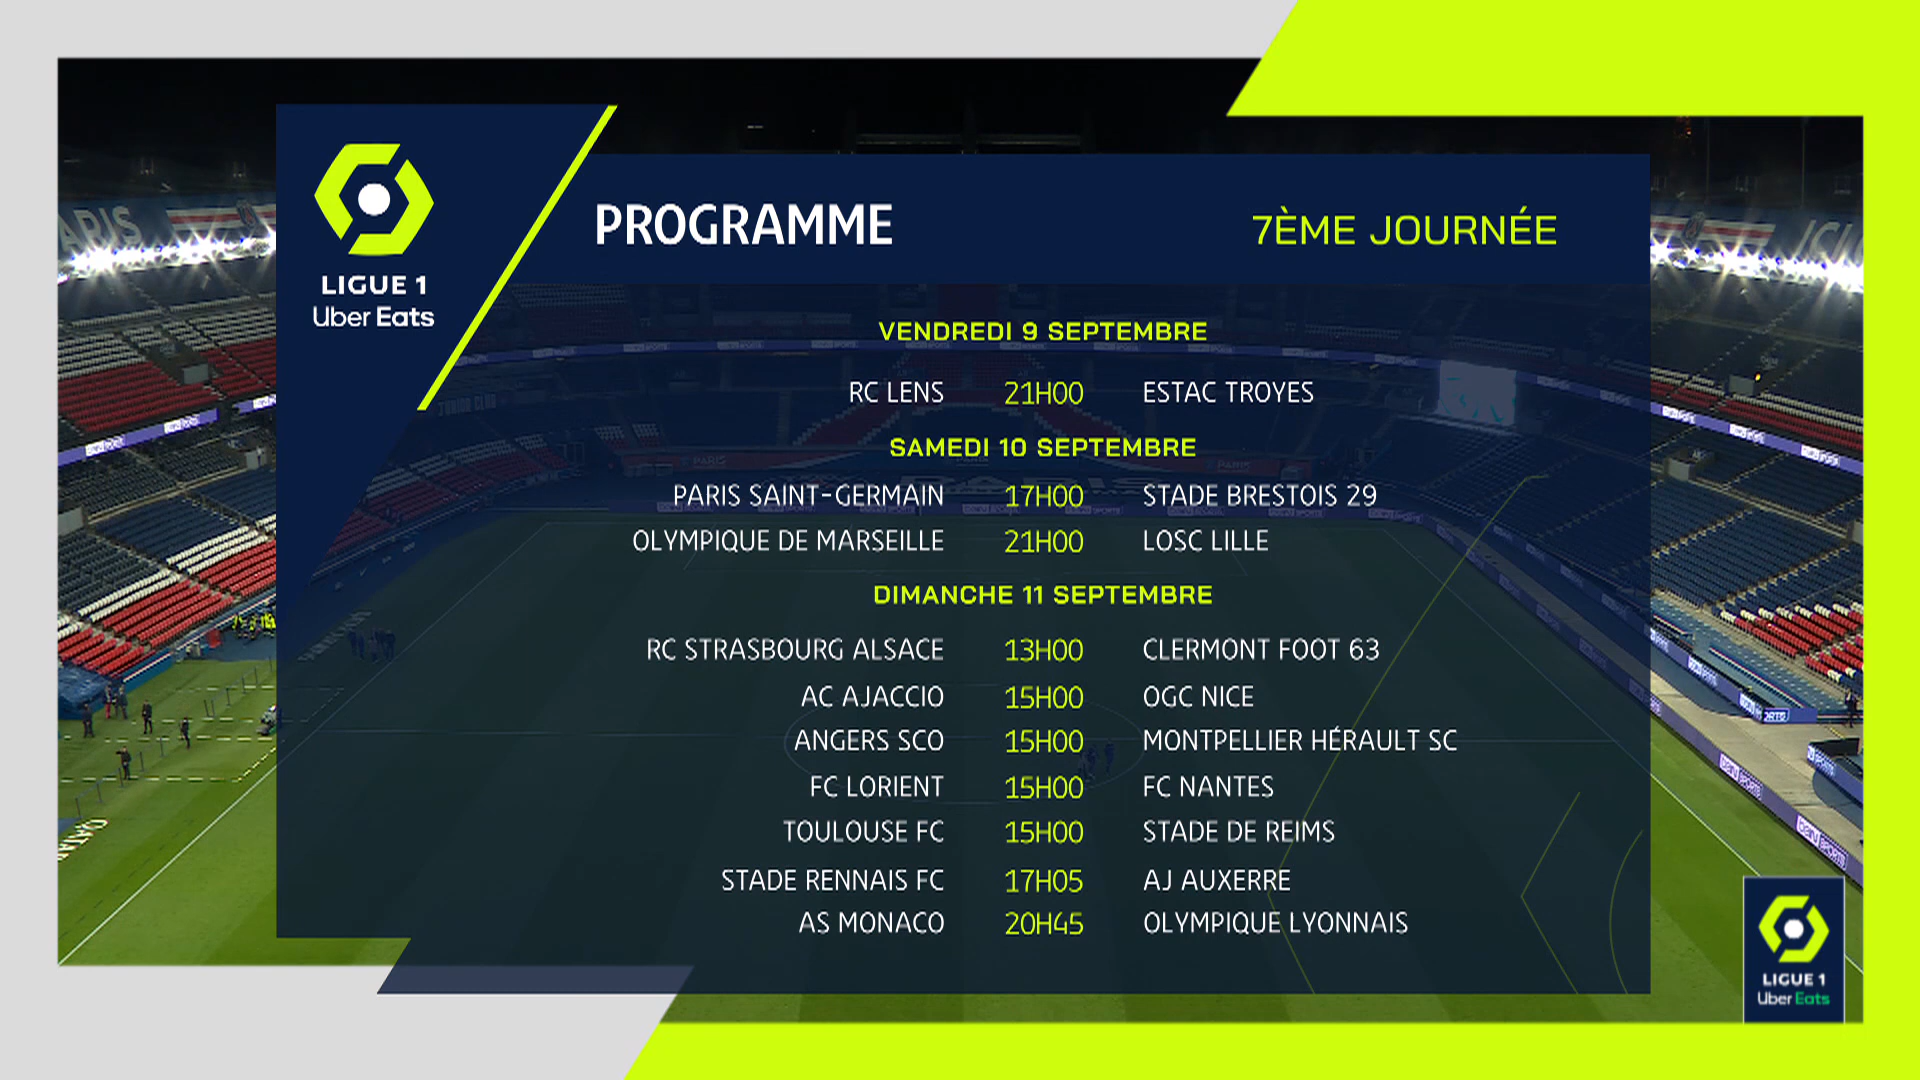 LIGUE 1
Uber Eats
PROGRAMME
7ÈME JOURNÉE
VENDREDI 9 SEPTEMBRE
RC LENS 21H00 ESTAC TROYES
SAMEDI 10 SEPTEMBRE
PARIS SAINT-GERMAIN 17H00 STADE BRESTOIS 29
OLYMPIQUE DE MARSEILLE 21H00 LOSC LILLE
DIMANCHE 11 SEPTEMBRE
RC STRASBOURG ALSACE 13H00 CLERMONT FOOT 63
AC AJACCIO 15H00 OGC NICE
ANGERS SCO 15H00 MONTPELLIER HÉRAULT SC
FC LORIENT 15H00 FC NANTES
TOULOUSE FC 15H00 STADE DE REIMS
STADE RENNAIS FC 17H05 AJ AUXERRE
AS MONACO 20H45 OLYMPIQUE LYONNAIS
LIGUE 1
Uber Eats
ICI
beIN SPORTS